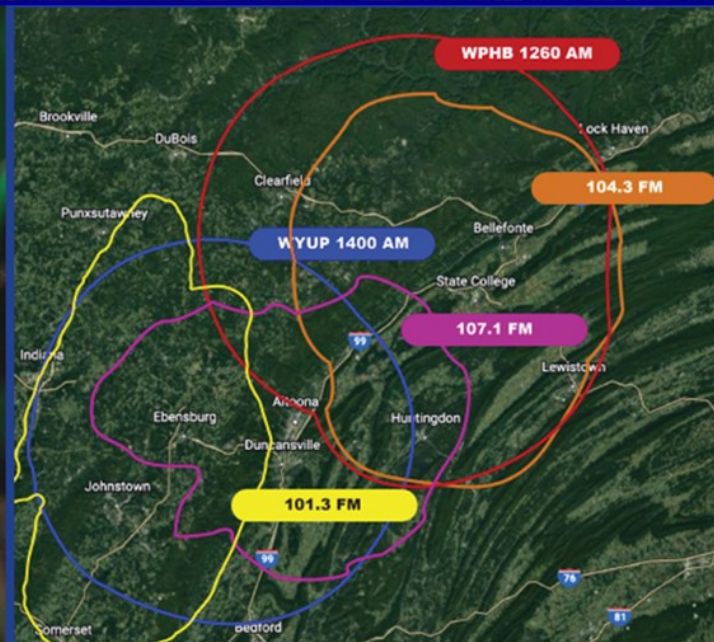 WPHB 1260 AM
Brookville
Lock Haven
DuBois
Clearfield
104.3 FM
Punxsutawney
Bellefonte
WYUP 1400 AM
State College
107.1 FM
99
Indiana
Lewistown
Altoona
Ebensburg
Huntingdon
Duncansville
Johnstown
101.3 FM
99
76
81
Somerset
Bedford